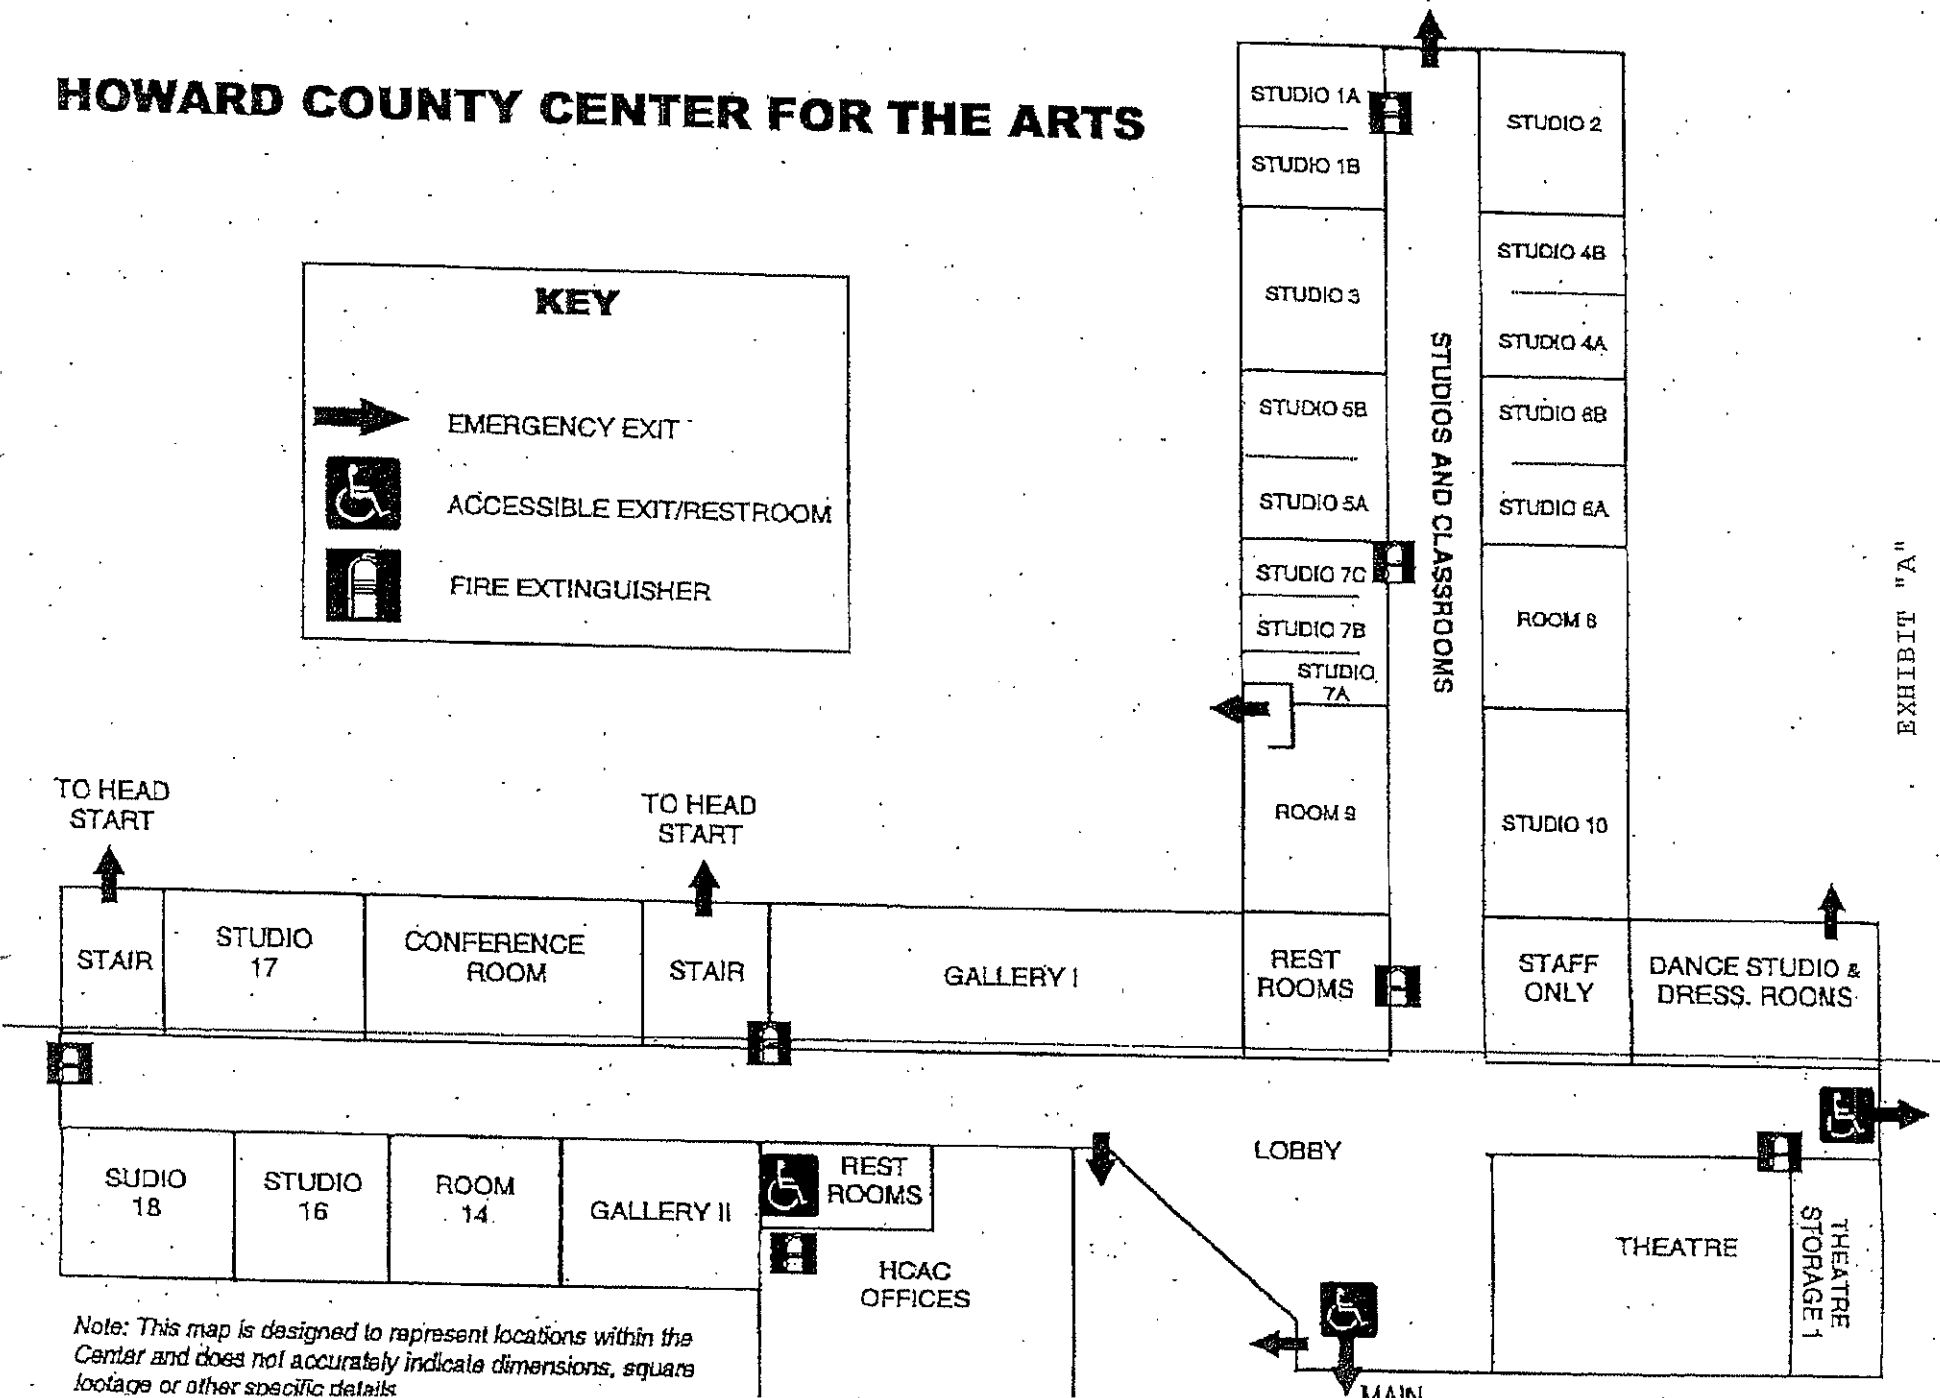 HOWARD COUNTY CENTER FOR THE ARTS
KEY
EMERGENCY EXIT
ACCESSIBLE EXIT/RESTROOM
FIRE EXTINGUISHER
STUDIO 1A
STUDIO 1B
STUDIO 3
STUDIO 5B
STUDIO 5A
STUDIO 7C
STUDIO 7B
STUDIO
7A
ROOM 9
STUDIOS AND CLASSROOMS
STUDIO 2
STUDIO 4B
STUDIO 4A
STUDIO 6B
STUDIO 6A
ROOM 8
STUDIO 10
EXHIBIT "A"
TO HEAD
START
TO HEAD
START
STAIR
STUDIO
17
CONFERENCE
ROOM
STAIR
GALLERY I
REST
ROOMS
STAFF
ONLY
DANCE STUDIO &
DRESS. ROOMS
SUDIO
18
STUDIO
16
ROOM
14
GALLERY II
REST
ROOMS
HCAC
OFFICES
LOBBY
THEATRE
THEATRE
STORAGE 1
MAIN
Note: This map is designed to represent locations within the
Center and does not accurately indicate dimensions, square
footage or other specific details